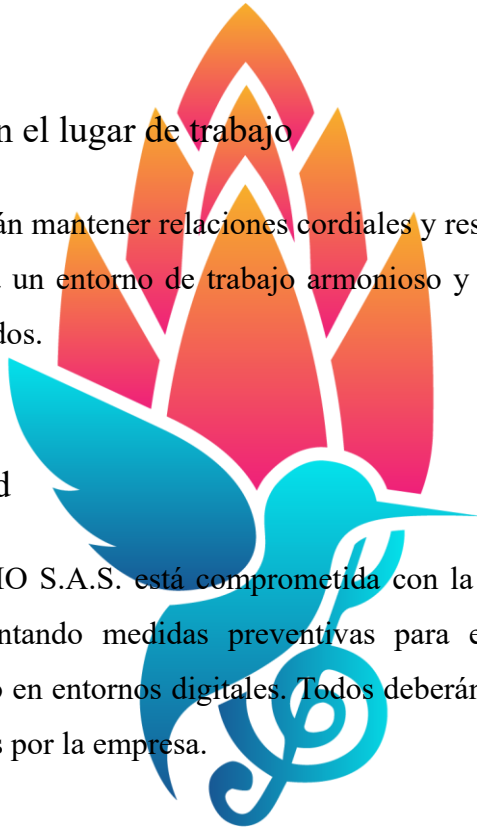 n el lugar de trabajo
án mantener relaciones cordiales y res
un entorno de trabajo armonioso y
dos.
d
IO S.A.S. está comprometida con la
ntando medidas preventivas para e
o en entornos digitales. Todos deberán
s por la empresa.